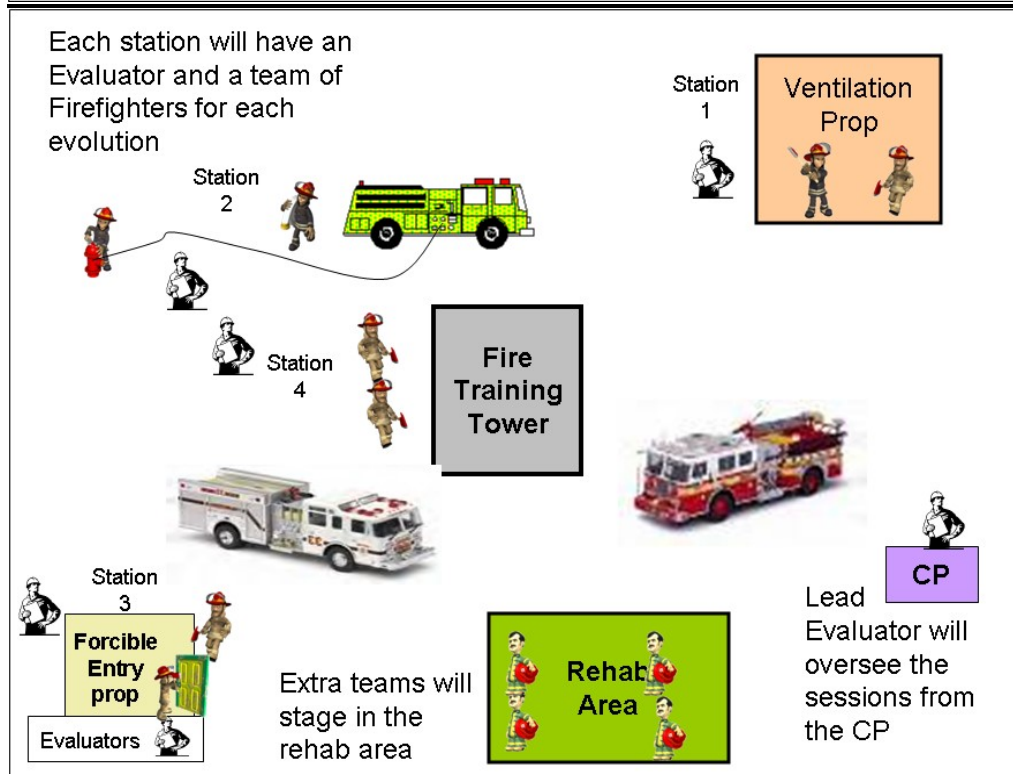 Each station will have an
Evaluator and a team of
Firefighters for each
evolution
Station
1
Ventilation
Prop
Station
2
Station
4
Fire
Training
Tower
Station
3
Forcible
Entry
prop
Evaluators
Extra teams will
stage in the
rehab area
Rehab
Area
CP
Lead
Evaluator will
oversee the
sessions from
the CP